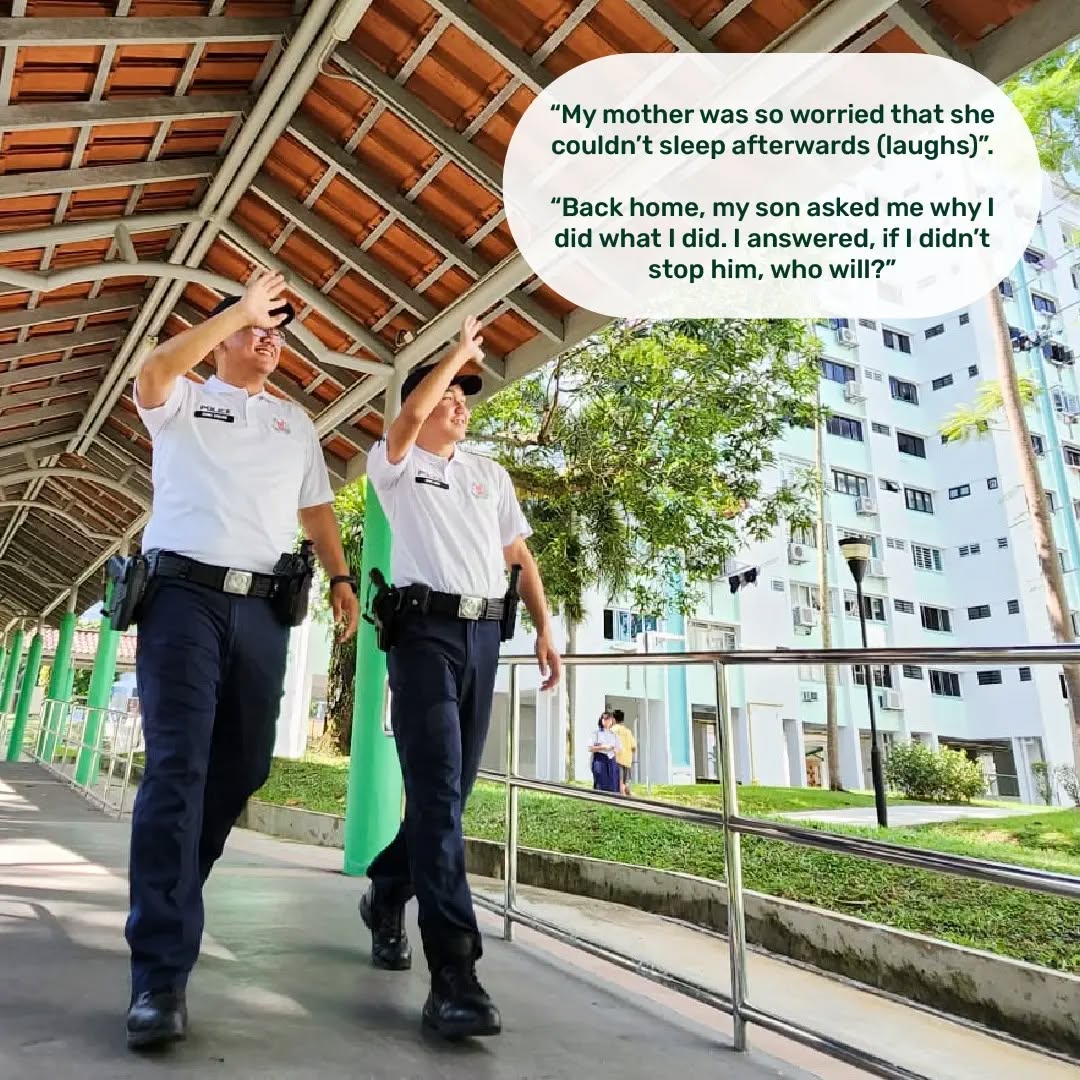 “My mother was so worried that she
couldn’t sleep afterwards (laughs)”.
“Back home, my son asked me why I
did what I did. I answered, if I didn’t
stop him, who will?”
POLICE